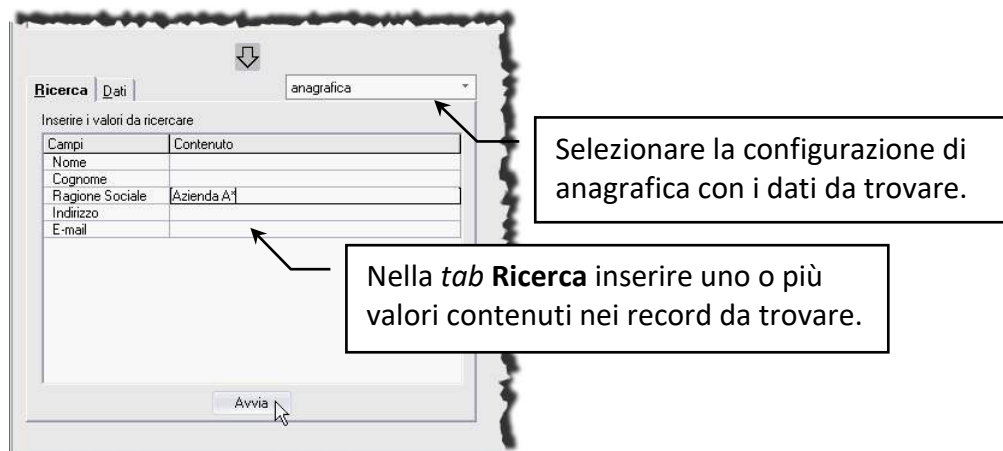 Ricerca Dati anagrafica
Inserire i valori da ricercare
Campi Contenuto
Nome
Cognome
Ragione Sociale Azienda A*
Indirizzo
E-mail
Avvia
Selezionare la configurazione di
anagrafica con i dati da trovare.
Nella tab Ricerca inserire uno o più
valori contenuti nei record da trovare.